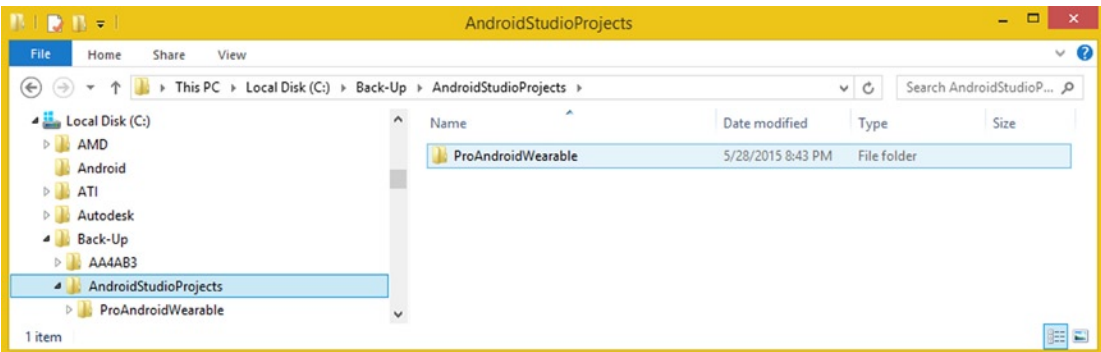 AndroidStudioProjects
File Home Share View
This PC Local Disk (C:) Back-Up AndroidStudioProjects Search AndroidStudioP...
Local Disk (C:)
AMD
Android
ATI
Autodesk
Back-Up
AA4AB3
AndroidStudioProjects
ProAndroidWearable
Name Date modified Type Size
ProAndroidWearable 5/28/2015 8:43 PM File folder
1 item